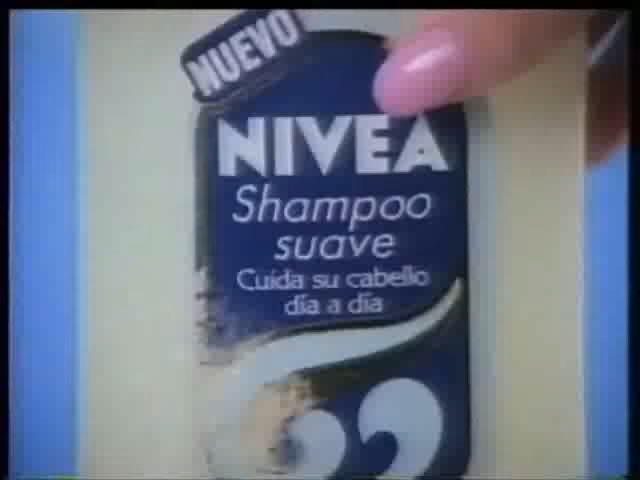 NUEVO
NIVEA
Shampoo
suave
Cuida su cabello
día a día